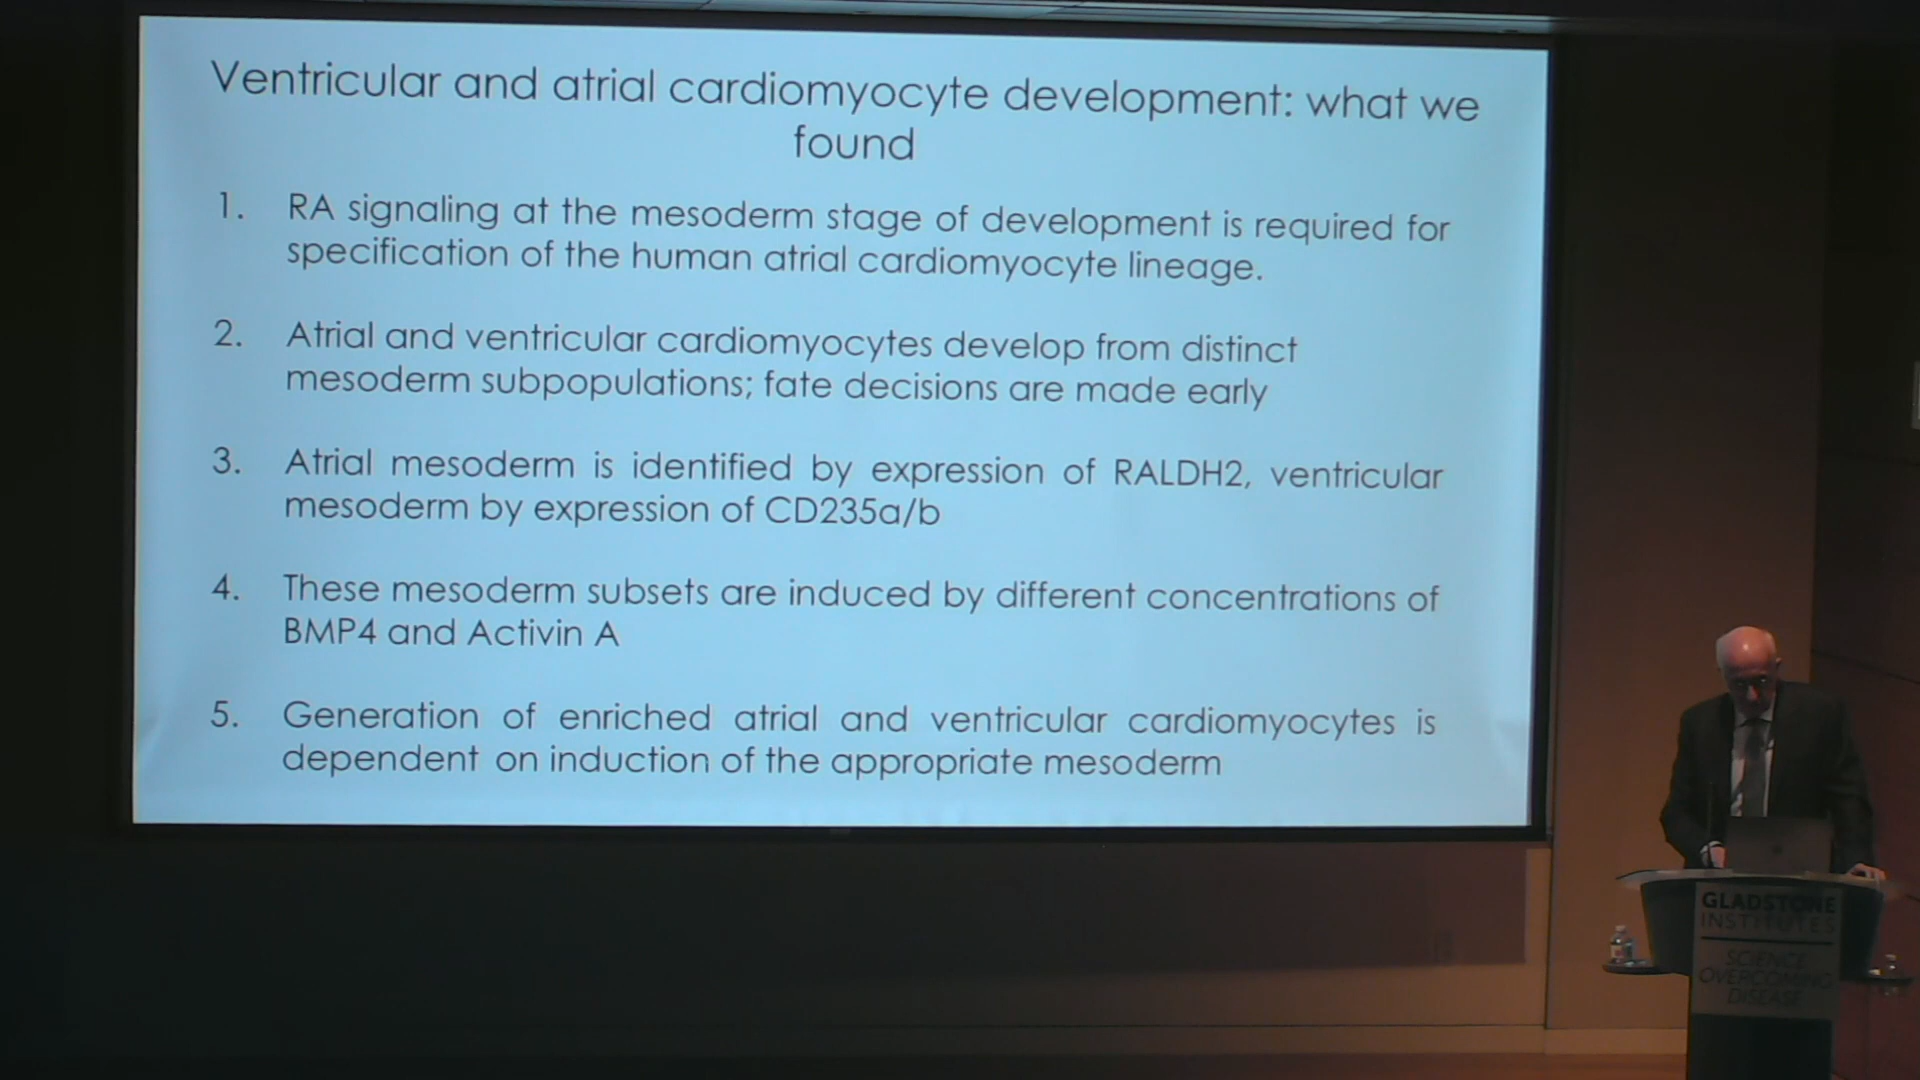 Ventricular and atrial cardiomyocyte development: what we
found
1. RA signaling at the mesoderm stage of development is required for
specification of the human atrial cardiomyocyte lineage.
2. Atrial and ventricular cardiomyocytes develop from distinct
mesoderm subpopulations; fate decisions are made early
3. Atrial mesoderm is identified by expression of RALDH2, ventricular
mesoderm by expression of CD235a/b
4. These mesoderm subsets are induced by different concentrations of
BMP4 and Activin A
5. Generation of enriched atrial and ventricular cardiomyocytes is
dependent on induction of the appropriate mesoderm
GLADSTONE
INSTITUTES
SCIENCE
OVERCOMING
DISEASE